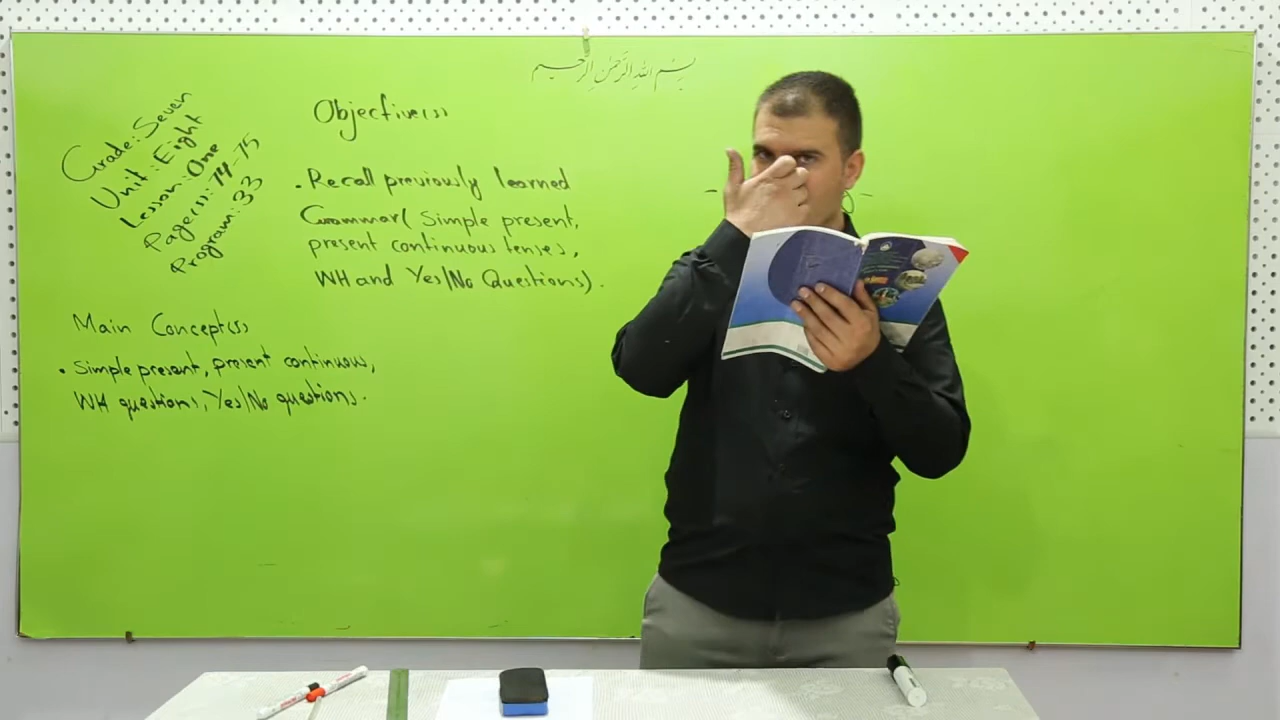 بسم الله الرحمن الرحیم
Grade: Seven
Unit: Eight
Lesson: One
Page(s): 74-75
Program: 33
Objective(s)
. Recall previously learned
Grammar ( Simple present,
present continuous tenses,
WH and Yes/No Questions).
Main Concept(s)
. Simple present, present continuous,
WH questions, Yes/No questions.